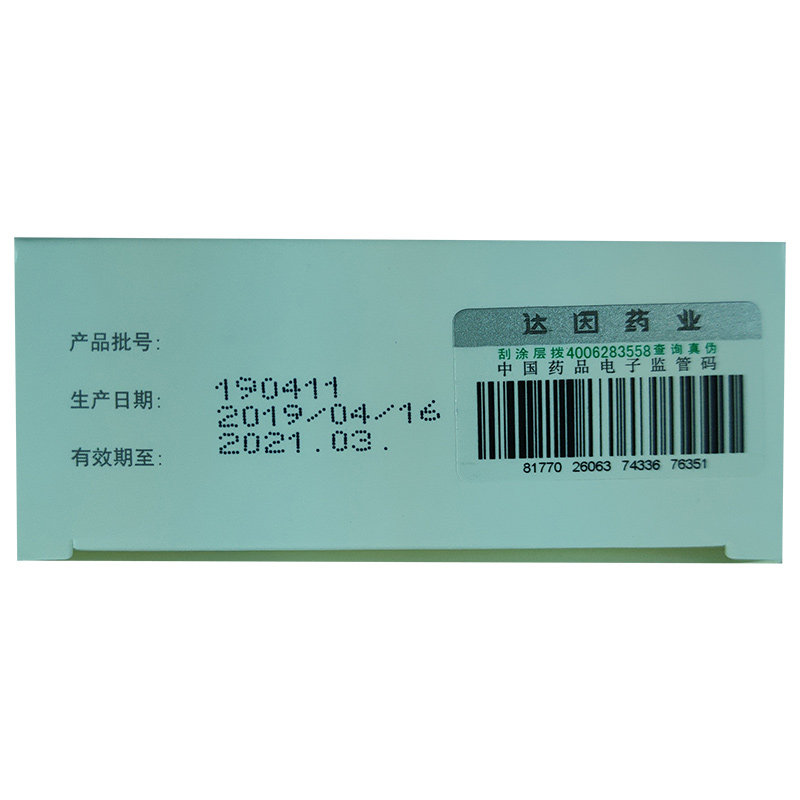 产品批号:
生产日期:
有效期至:
190411
2019/04/16
2021.03.
达因药业
刮涂层拨4006283558查询真伪
中国药品电子监管码
81770 26063 74336 76351